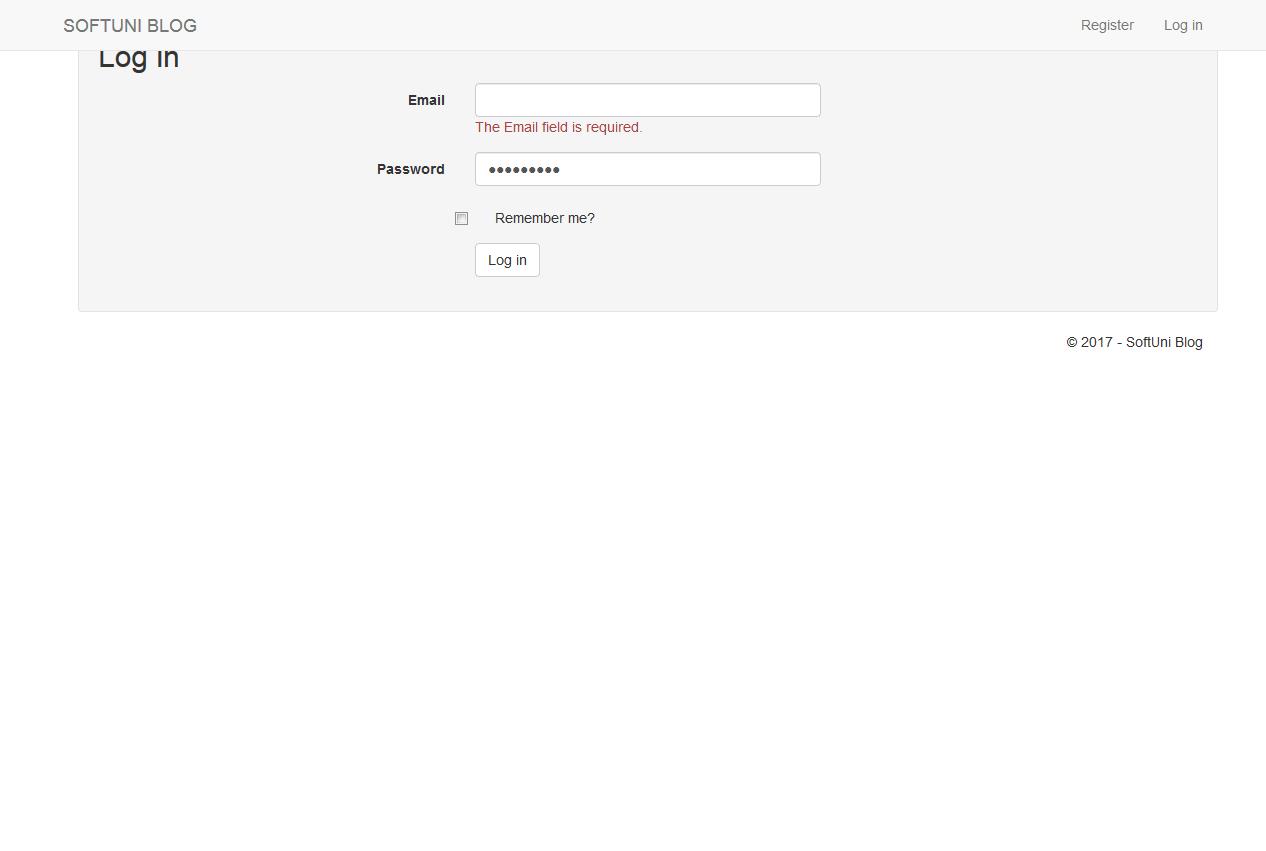 SOFTUNI BLOG
Register
Log in
Log in
Email
The Email field is required.
Password
•••••••••
Remember me?
Log in
© 2017 - SoftUni Blog